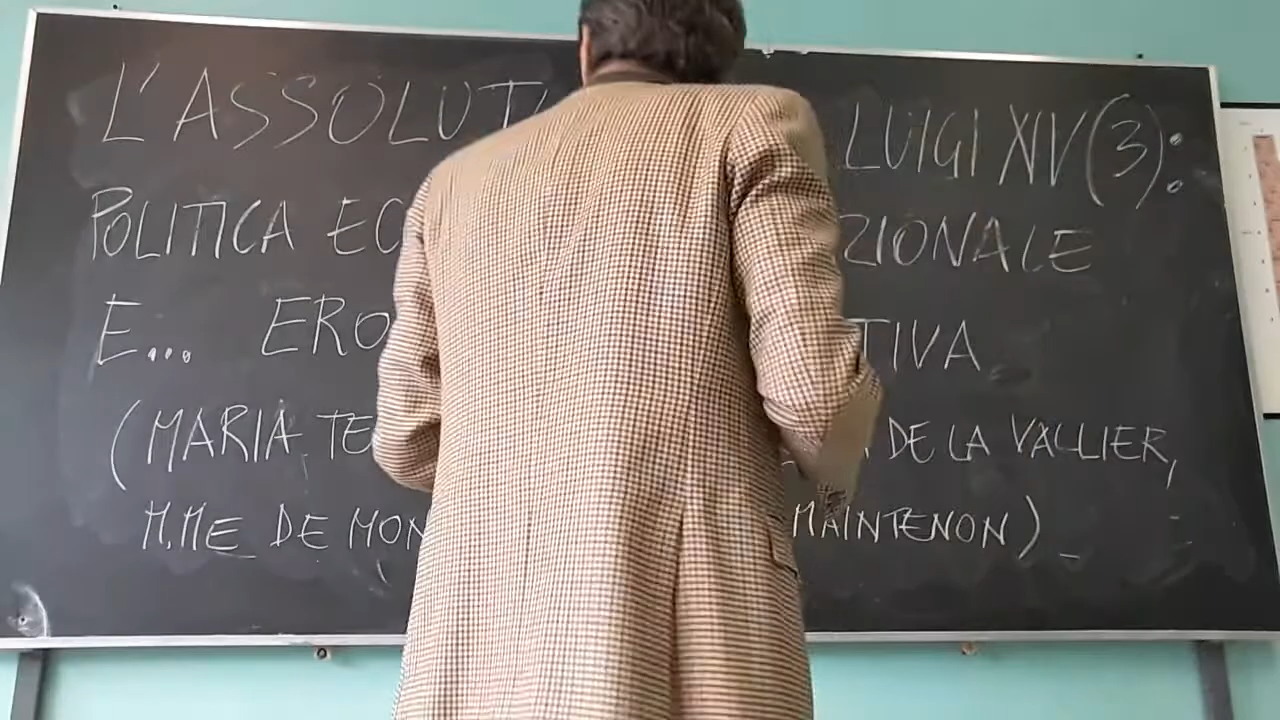 L'ASSOLUT LUIGI XIV (3):
POLITICA EC ZIONALE
E... ERO TIVA
(MARIA TE DE LA VALLIER,
M.ME DE MON MAINTENON)